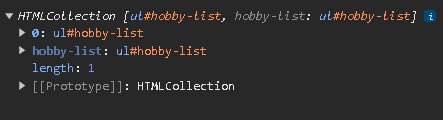 ▼ HTMLCollection [ul#hobby-list, hobby-list: ul#hobby-list] i
▶ 0: ul#hobby-list
▶ hobby-list: ul#hobby-list
length: 1
▶ [[Prototype]]: HTMLCollection